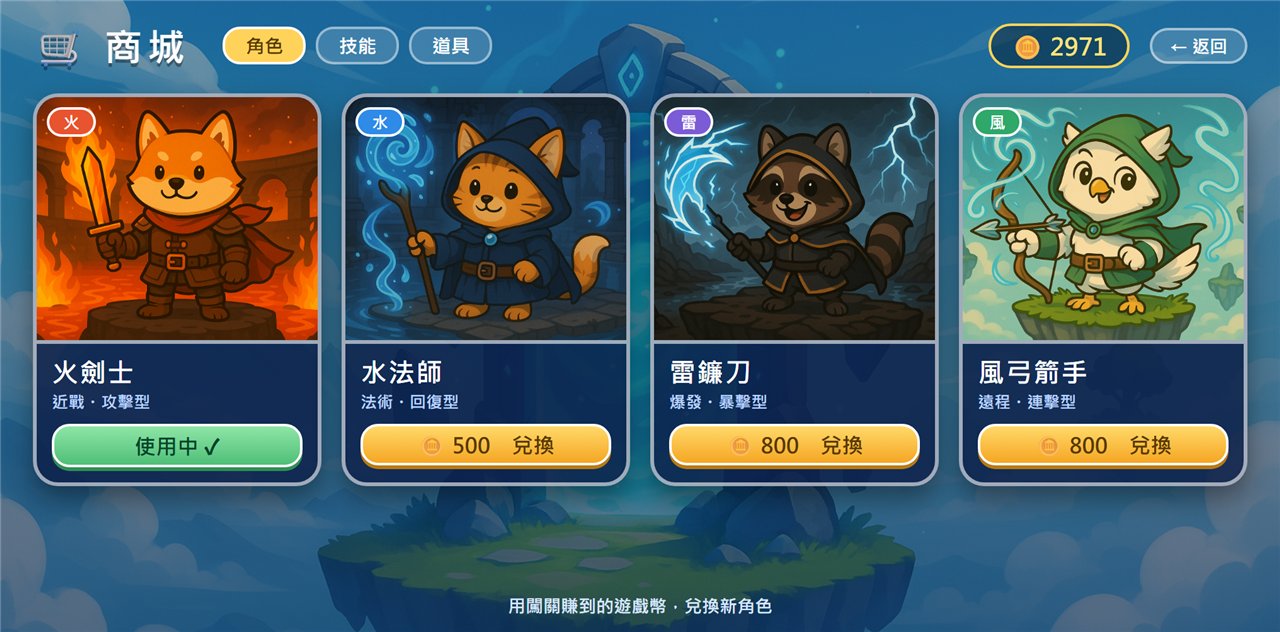 商城
角色
技能
道具
2971
← 返回
火
水
雷
風
火劍士
近戰 · 攻擊型
使用中 ✓
水法師
法術 · 回復型
500 兌換
雷鐮刀
爆發 · 暴擊型
800 兌換
風弓箭手
遠程 · 連擊型
800 兌換
用闖關賺到的遊戲幣 · 兌換新角色